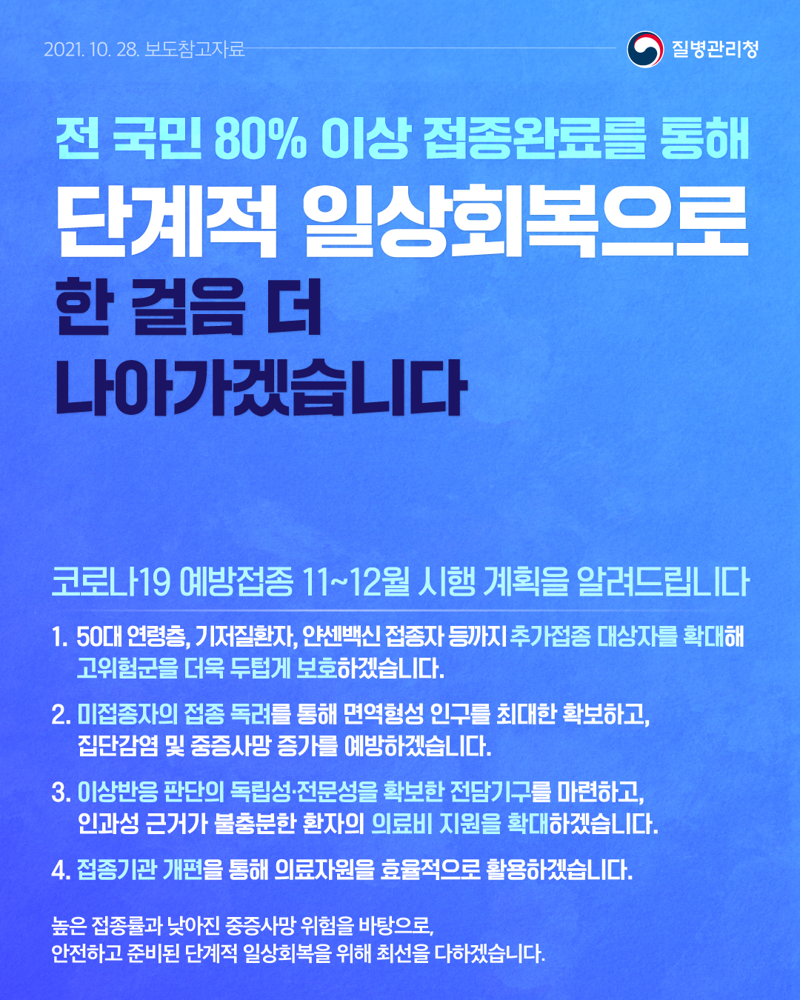 2021. 10. 28. 보도참고자료
질병관리청
전 국민 80% 이상 접종완료를 통해
단계적 일상회복으로
한 걸음 더
나아가겠습니다
코로나19 예방접종 11~12월 시행 계획을 알려드립니다
1. 50대 연령층, 기저질환자, 얀센백신 접종자 등까지 추가접종 대상자를 확대해
고위험군을 더욱 두텁게 보호하겠습니다.
2. 미접종자의 접종 독려를 통해 면역형성 인구를 최대한 확보하고,
집단감염 및 중증사망 증가를 예방하겠습니다.
3. 이상반응 판단의 독립성·전문성을 확보한 전담기구를 마련하고,
인과성 근거가 불충분한 환자의 의료비 지원을 확대하겠습니다.
4. 접종기관 개편을 통해 의료자원을 효율적으로 활용하겠습니다.
높은 접종률과 낮아진 중증사망 위험을 바탕으로,
안전하고 준비된 단계적 일상회복을 위해 최선을 다하겠습니다.